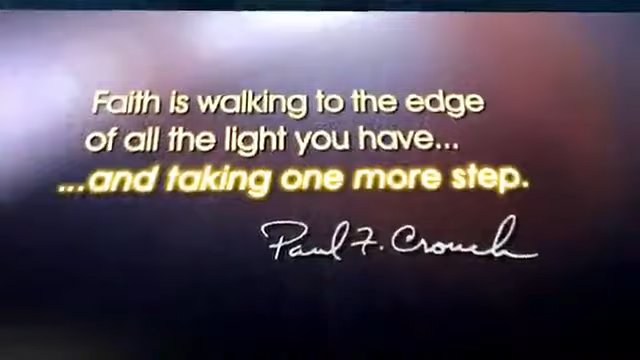 Faith is walking to the edge
of all the light you have...
...and taking one more step.
Paul F. Crouch